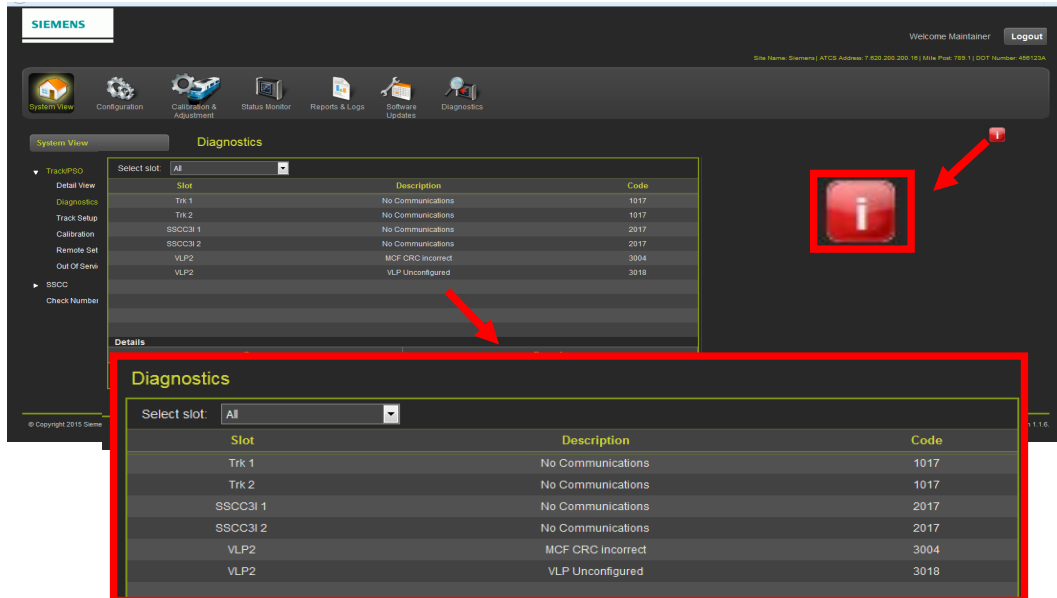 SIEMENS
Welcome Maintainer Logout
Site Name: Siemens | ATCS Address: 7.620.200.200.16 | Mile Post: 789.1 | DOT Number: 456123A
System View Configuration Calibration & Adjustment Status Monitor Reports & Logs Software Updates Diagnostics
System View Diagnostics
Track/PSO
Detail View
Diagnostics
Track Setup
Calibration
Remote Set
Out Of Servi
SSCC
Check Number
Select slot: All
Slot Description Code
Trk 1 No Communications 1017
Trk 2 No Communications 1017
SSCC3I 1 No Communications 2017
SSCC3I 2 No Communications 2017
VLP2 MCF CRC incorrect 3004
VLP2 VLP Unconfigured 3018
Details
i
i
© Copyright 2015 Sieme
n 1.1.6.
Diagnostics
Select slot: All
Slot Description Code
Trk 1 No Communications 1017
Trk 2 No Communications 1017
SSCC3I 1 No Communications 2017
SSCC3I 2 No Communications 2017
VLP2 MCF CRC incorrect 3004
VLP2 VLP Unconfigured 3018